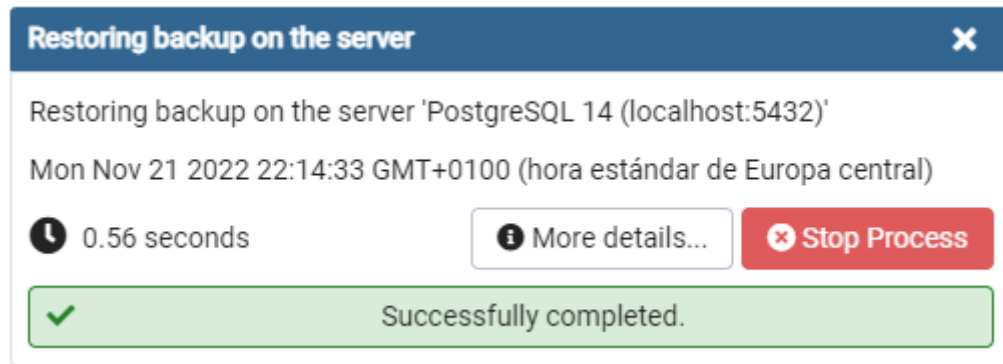 Restoring backup on the server
Restoring backup on the server 'PostgreSQL 14 (localhost:5432)'
Mon Nov 21 2022 22:14:33 GMT+0100 (hora estándar de Europa central)
0.56 seconds More details... Stop Process
Successfully completed.